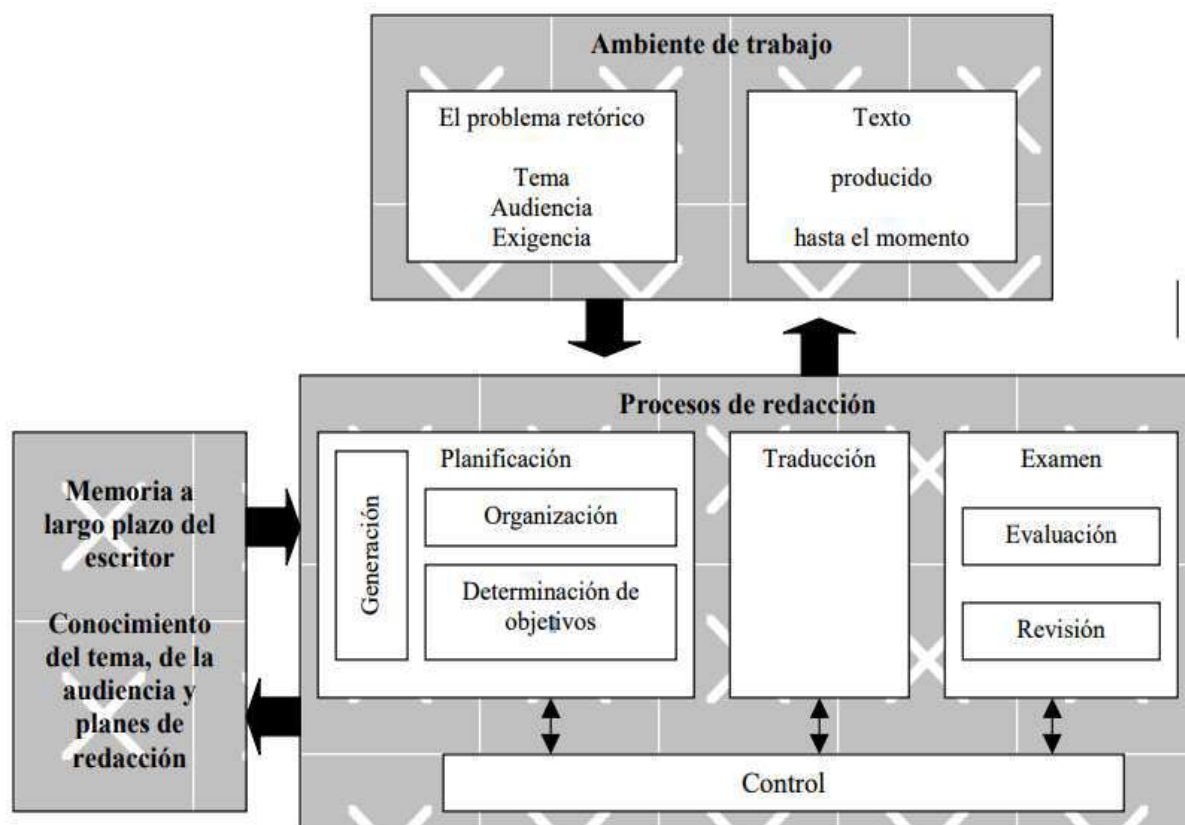 Ambiente de trabajo
El problema retórico
Tema
Audiencia
Exigencia
Texto
producido
hasta el momento
Procesos de redacción
Memoria a
largo plazo del
escritor
Conocimiento
del tema, de la
audiencia y
planes de
redacción
Planificación
Generación
Organización
Determinación de
objetivos
Traducción
Examen
Evaluación
Revisión
Control